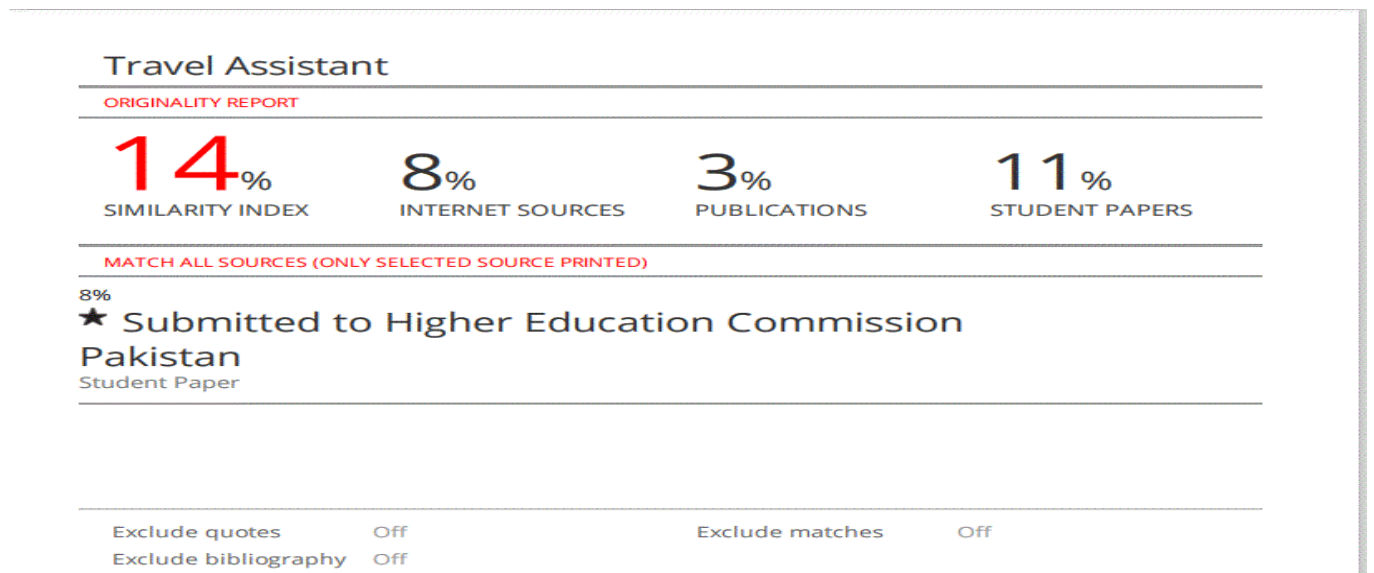 Travel Assistant
ORIGINALITY REPORT
14% 8% 3% 11%
SIMILARITY INDEX INTERNET SOURCES PUBLICATIONS STUDENT PAPERS
MATCH ALL SOURCES (ONLY SELECTED SOURCE PRINTED)
8%
★ Submitted to Higher Education Commission
Pakistan
Student Paper
Exclude quotes Off Exclude matches Off
Exclude bibliography Off